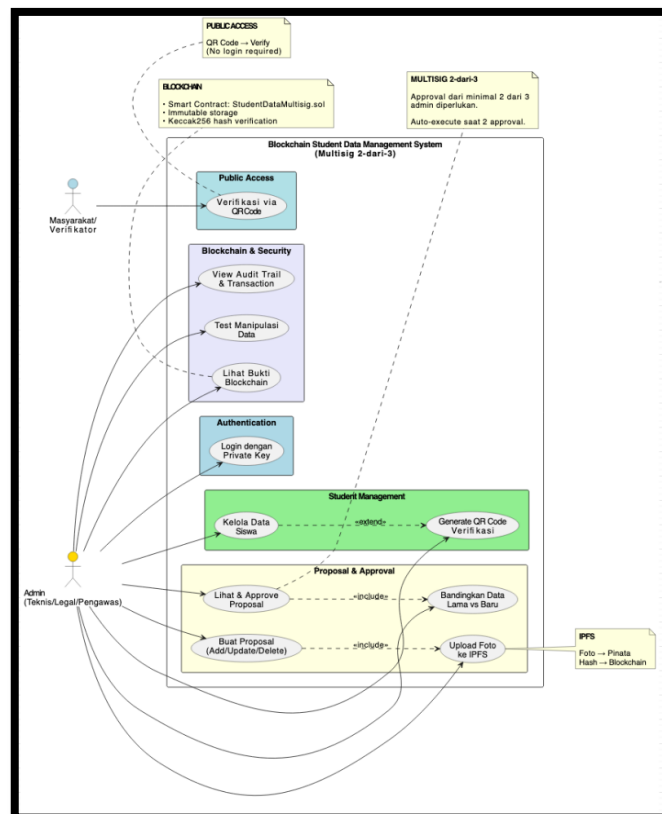 PUBLIC ACCESS
QR Code → Verify
(No login required)
BLOCKCHAIN
• Smart Contract: StudentDataMultisig.sol
• Immutable storage
• Keccak256 hash verification
MULTISIG 2-dari-3
Approval dari minimal 2 dari 3
admin diperlukan.
Auto-execute saat 2 approval.
Blockchain Student Data Management System
(Multisig 2-dari-3)
Public Access
Verifikasi via
QR Code
Masyarakat/
Verifikator
Blockchain & Security
View Audit Trail
& Transaction
Test Manipulasi
Data
Lihat Bukti
Blockchain
Authentication
Login dengan
Private Key
Student Management
Kelola Data
Siswa
«extend»
Generate QR Code
Verifikasi
Admin
(Teknis/Legal/Pengawas)
Proposal & Approval
Lihat & Approve
Proposal
«include»
Bandingkan Data
Lama vs Baru
Buat Proposal
(Add/Update/Delete)
«include»
Upload Foto
ke IPFS
IPFS
Foto → Pinata
Hash → Blockchain